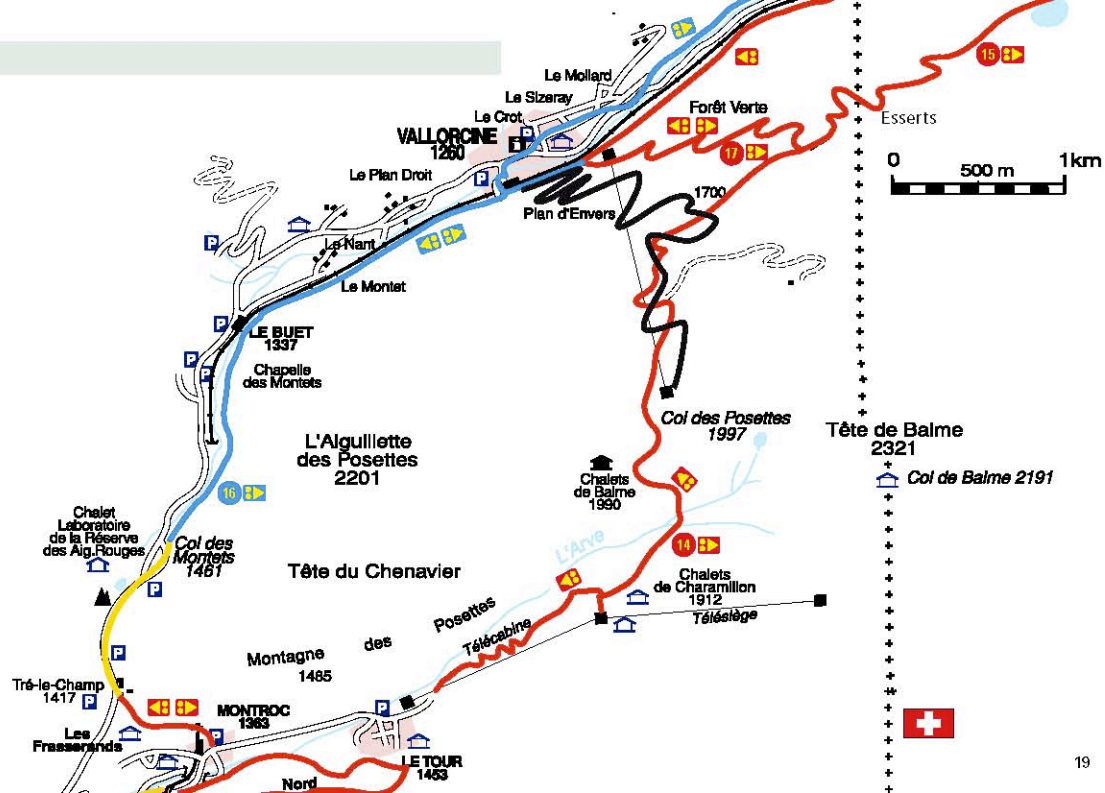 Le Mollard
15
Le Sizeray
Forêt Verte
Le Crot
P
Esserts
VALLORCINE
1260
i
17
0
500 m
1km
Le Plan Droit
P
1700
Plan d'Envers
P
Le Nant
Le Montet
P
LE BUET
1337
P
P
Chapelle
des Montets
Col des Posettes
1997
Tête de Balme
2321
L'Aiguillette
des Posettes
2201
Chalets
de Balme
1990
Col de Balme 2191
16
Chalet
Laboratoire
de la Réserve
des Aig.Rouges
Col des
Montets
1461
L'Arve
14
Tête du Chenavier
Chalets
de Charamillon
1912
P
Télésiège
Montagne des Posettes
1485
Télécabine
P
Tré-le-Champ
1417
P
MONTROC
1363
P
P
Les
Frasserands
LE TOUR
1453
Nord
19